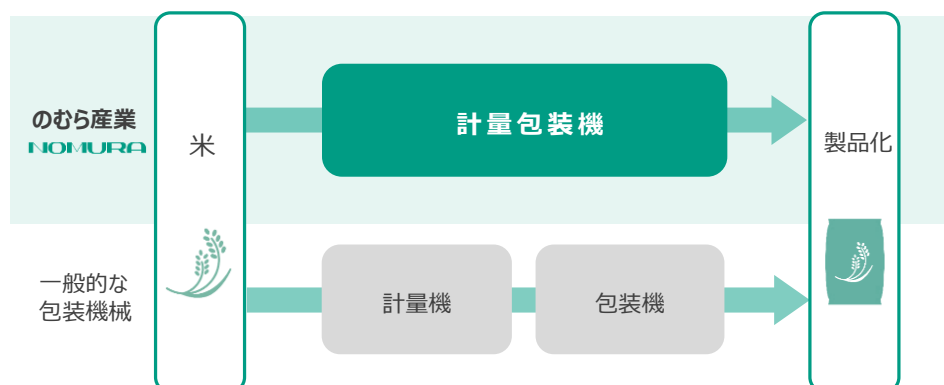 のむら産業
NOMURA
米
計量包装機
製品化
一般的な
包装機械
計量機
包装機